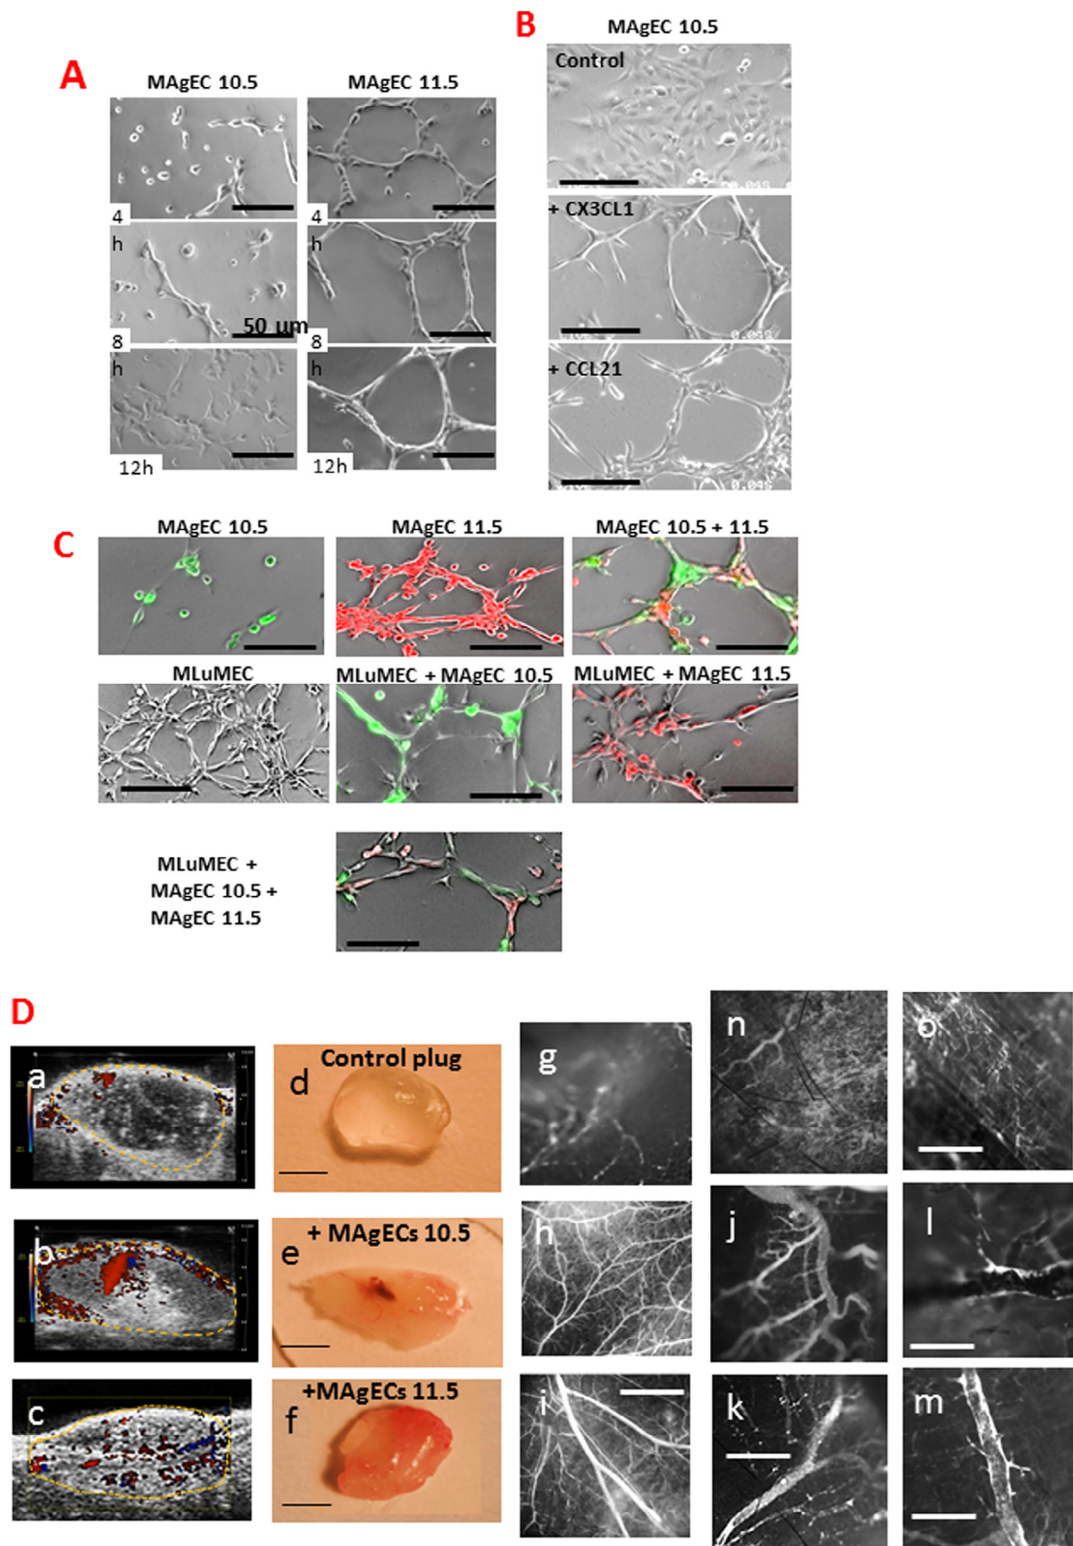 A
MAgEC 10.5
MAgEC 11.5
4
h
8
h
12h
4
h
8
h
12h
50 µm
B
MAgEC 10.5
Control
+ CX3CL1
+ CCL21
C
MAgEC 10.5
MAgEC 11.5
MAgEC 10.5 + 11.5
MLuMEC
MLuMEC + MAgEC 10.5
MLuMEC + MAgEC 11.5
MLuMEC +
MAgEC 10.5 +
MAgEC 11.5
D
a
b
c
Control plug
d
+ MAgECs 10.5
e
+MAgECs 11.5
f
g
h
i
n
j
k
o
l
m